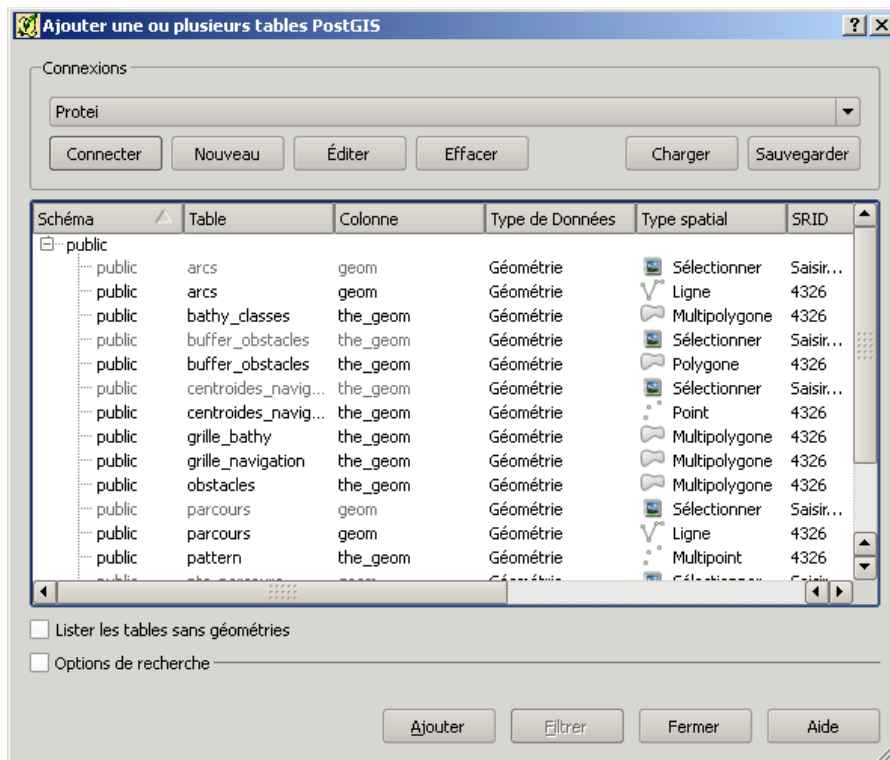 Ajouter une ou plusieurs tables PostGIS
Connexions
Protei
Connecter Nouveau Éditer Effacer Charger Sauvegarder
Schéma Table Colonne Type de Données Type spatial SRID
public
public arcs geom Géométrie Sélectionner Saisir...
public arcs geom Géométrie Ligne 4326
public bathy_classes the_geom Géométrie Multipolygone 4326
public buffer_obstacles the_geom Géométrie Sélectionner Saisir...
public buffer_obstacles the_geom Géométrie Polygone 4326
public centroides_navig... the_geom Géométrie Sélectionner Saisir...
public centroides_navig... the_geom Géométrie Point 4326
public grille_bathy the_geom Géométrie Multipolygone 4326
public grille_navigation the_geom Géométrie Multipolygone 4326
public obstacles the_geom Géométrie Multipolygone 4326
public parcours geom Géométrie Sélectionner Saisir...
public parcours geom Géométrie Ligne 4326
public pattern the_geom Géométrie Multipoint 4326
Lister les tables sans géométries
Options de recherche
Ajouter Filtrer Fermer Aide